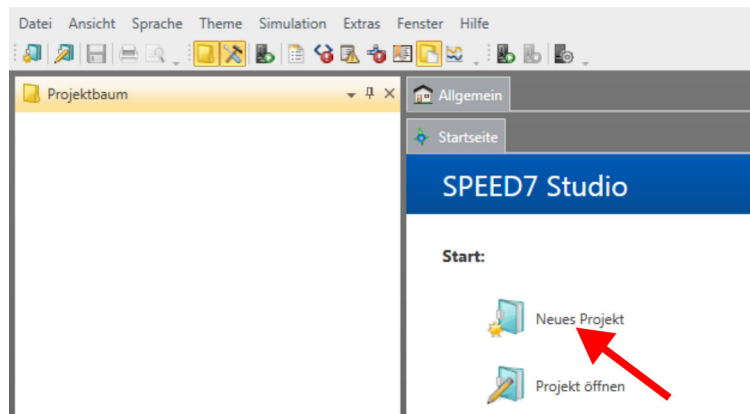 Datei Ansicht Sprache Theme Simulation Extras Fenster Hilfe
Projektbaum
Allgemein
Startseite
SPEED7 Studio
Start:
Neues Projekt
Projekt öffnen